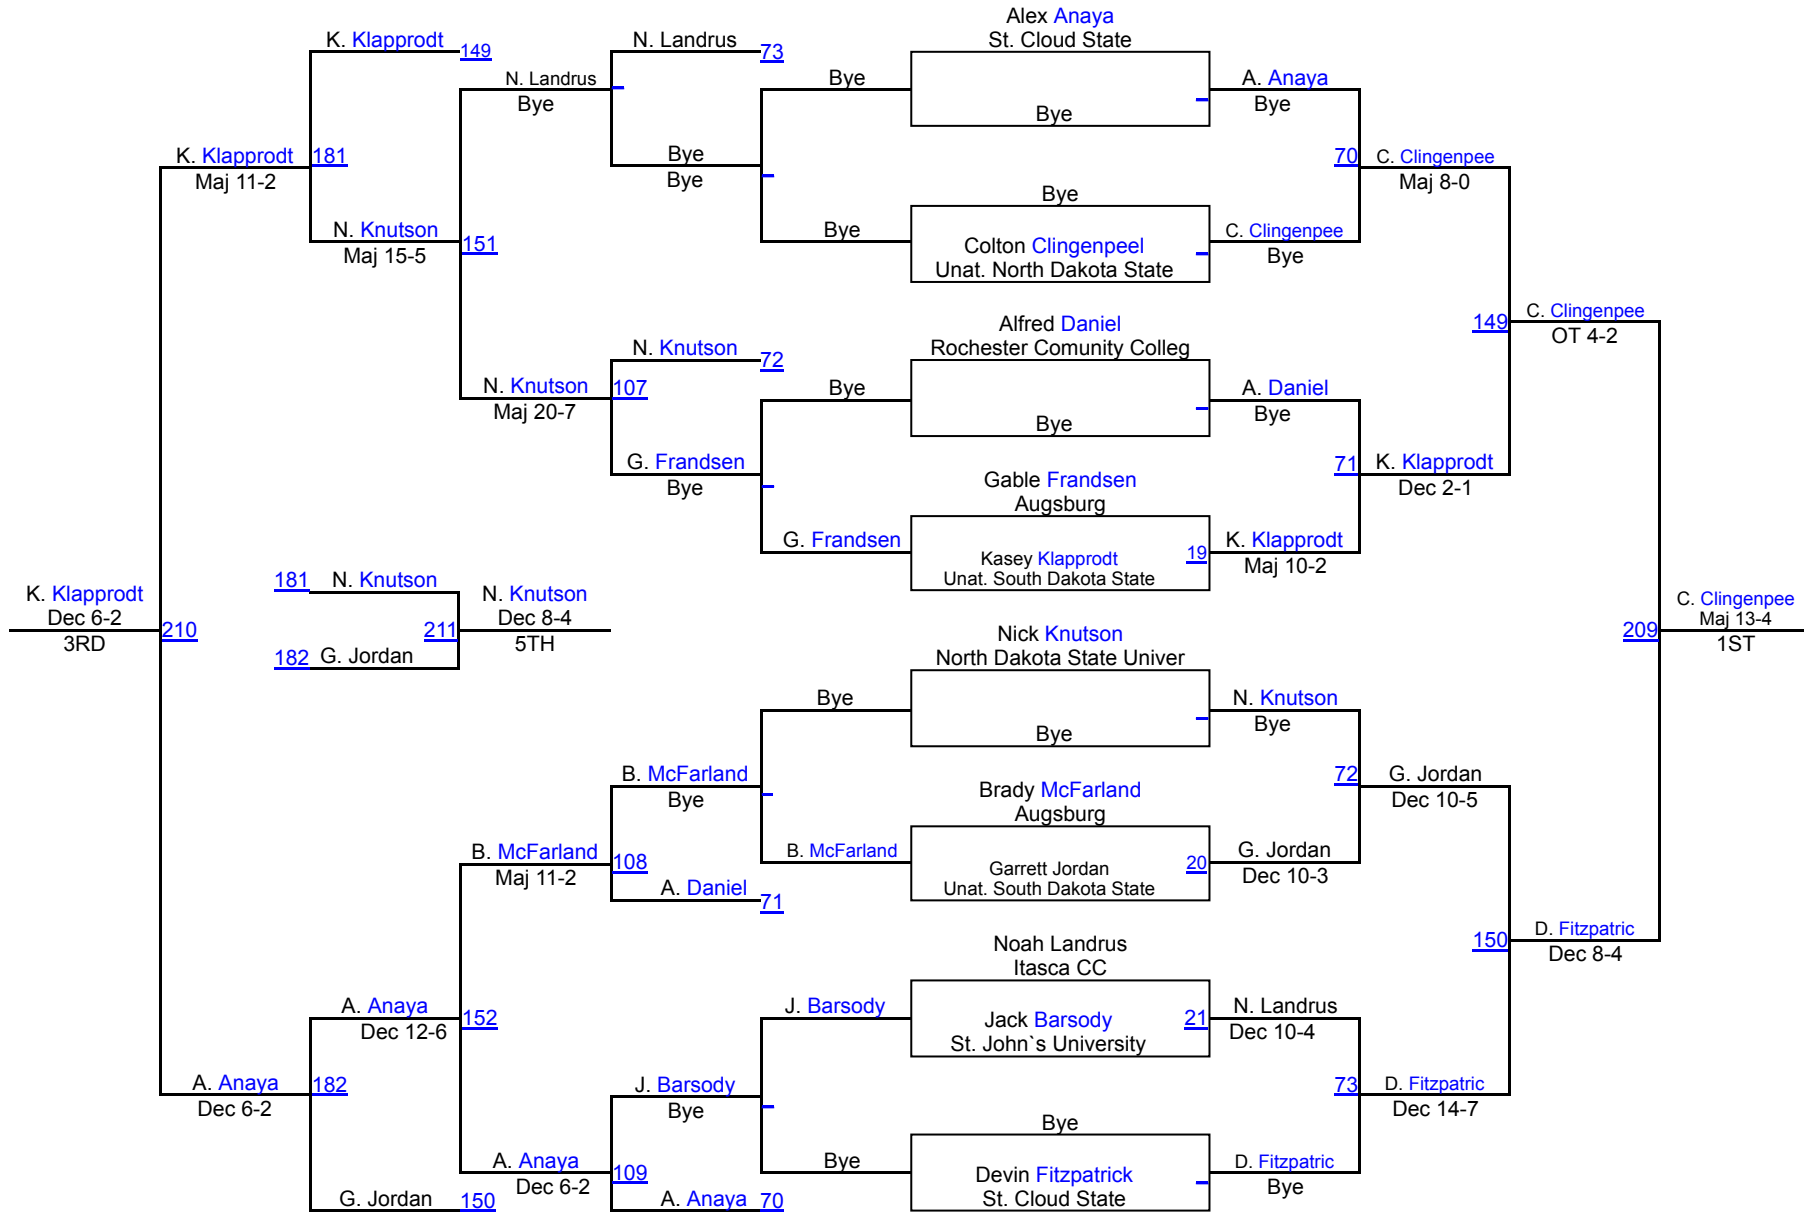 Alex Anaya
St. Cloud State
K. Klapprodt
149
N. Landrus
73
N. Landrus
Bye
Bye
Bye
A. Anaya
Bye
K. Klapprodt
Maj 11-2
181
Bye
Bye
70
C. Clingenpee
Maj 8-0
Bye
N. Knutson
Maj 15-5
151
Bye
Colton Clingenpeel
Unat. North Dakota State
C. Clingenpee
Bye
Alfred Daniel
Rochester Comunity Colleg
149
C. Clingenpee
OT 4-2
N. Knutson
72
N. Knutson
Maj 20-7
107
Bye
Bye
A. Daniel
Bye
G. Frandsen
Bye
Gable Frandsen
Augsburg
71
K. Klapprodt
Dec 2-1
G. Frandsen
Kasey Klapprodt
Unat. South Dakota State
19
K. Klapprodt
Maj 10-2
K. Klapprodt
Dec 6-2
3RD
210
181
N. Knutson
182
G. Jordan
211
N. Knutson
Dec 8-4
5TH
Nick Knutson
North Dakota State Univer
209
C. Clingenpee
Maj 13-4
1ST
Bye
Bye
N. Knutson
Bye
B. McFarland
Bye
Brady McFarland
Augsburg
72
G. Jordan
Dec 10-5
B. McFarland
Maj 11-2
108
B. McFarland
Garrett Jordan
Unat. South Dakota State
20
G. Jordan
Dec 10-3
A. Daniel
71
Noah Landrus
Itasca CC
150
D. Fitzpatric
Dec 8-4
A. Anaya
Dec 12-6
152
J. Barsody
Jack Barsody
St. John`s University
21
N. Landrus
Dec 10-4
A. Anaya
Dec 6-2
182
J. Barsody
Bye
73
D. Fitzpatric
Dec 14-7
Bye
A. Anaya
Dec 6-2
109
Bye
Devin Fitzpatrick
St. Cloud State
D. Fitzpatric
Bye
G. Jordan
150
A. Anaya
70